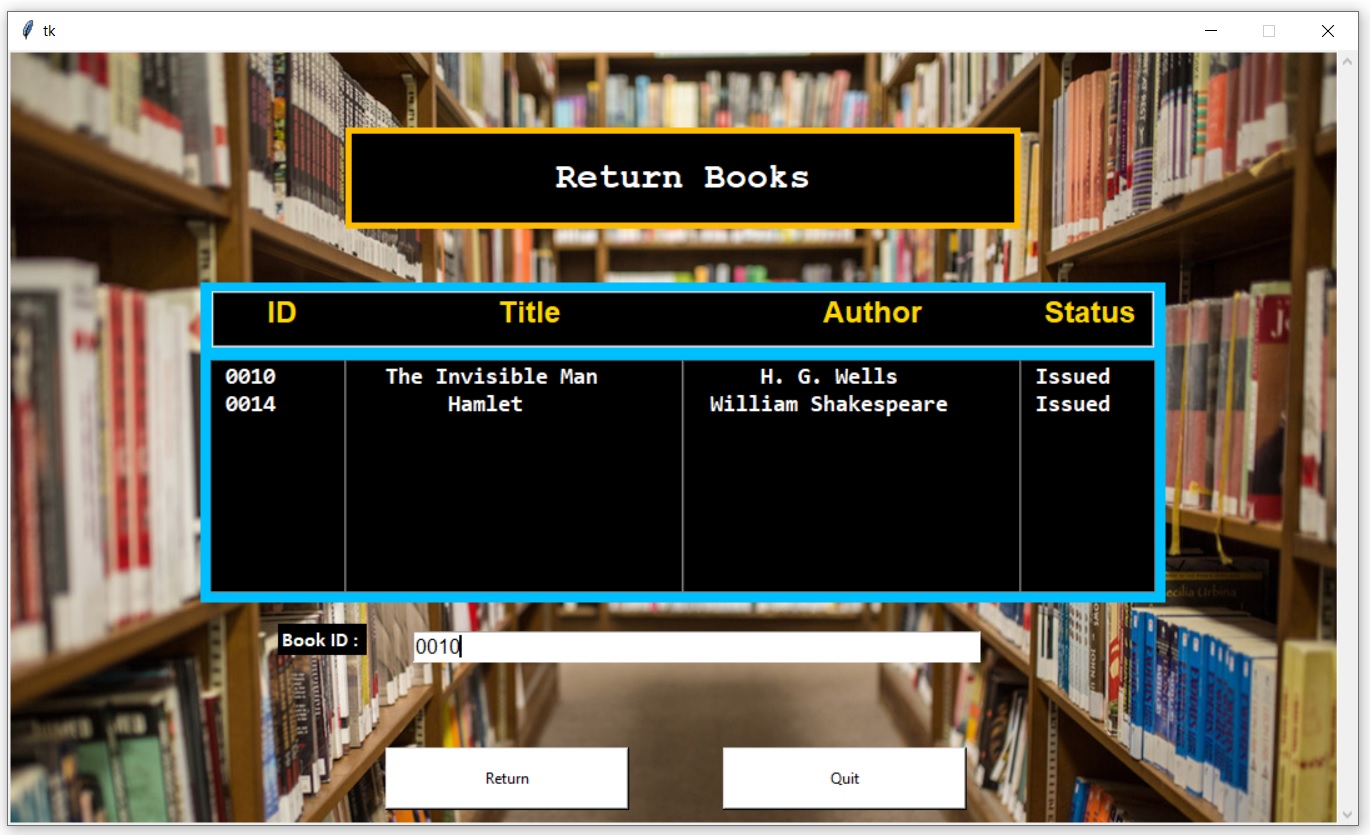 tk
Return Books
ID Title Author Status
0010 The Invisible Man H. G. Wells Issued
0014 Hamlet William Shakespeare Issued
Book ID :
0010
Return Quit